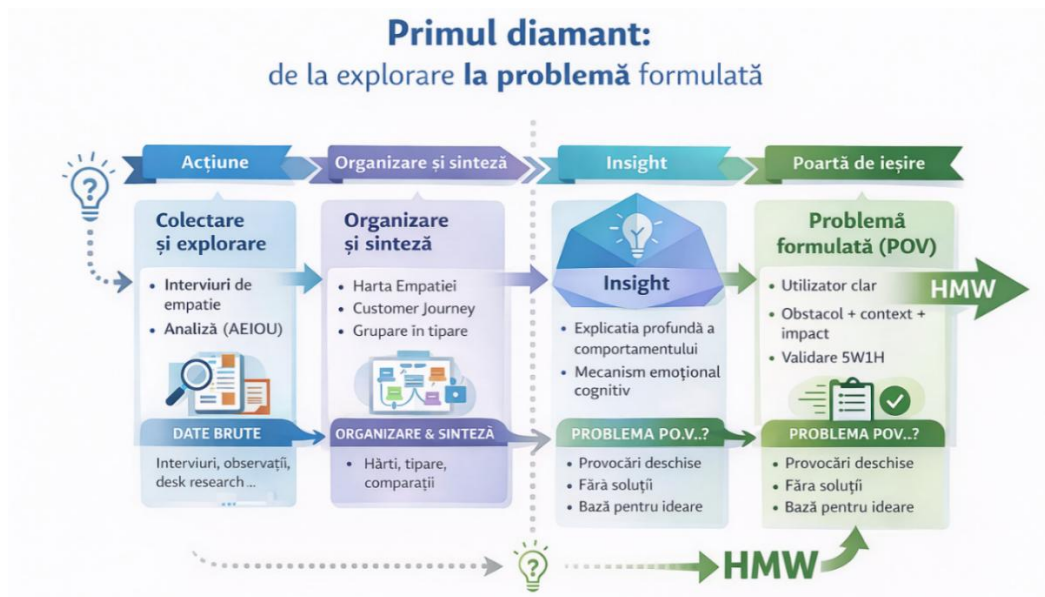 Primul diamant:
de la explorare la problemă formulată
Acțiune
Organizare și sinteză
Insight
Poartă de ieșire
Colectare
și explorare
• Interviuri de
empatie
• Analiză (AEIOU)
DATE BRUTE
Interviuri, observații,
desk research ...
Organizare
și sinteză
• Harta Empatiei
• Customer Journey
• Grupare în tipare
ORGANIZARE & SINTEZĂ
• Hărti, tipare,
comparații
Insight
• Explicatia profundă a
comportamentului
• Mecanism emoțional
cognitiv
PROBLEMA PO.V..?
• Provocări deschise
• Fără soluții
• Bază pentru ideare
Problemă
formulată (POV)
• Utilizator clar
• Obstacol + context +
impact
• Validare 5W1H
HMW
PROBLEMA POV..?
• Provocări deschise
• Făra soluții
• Bază pentru ideare
HMW